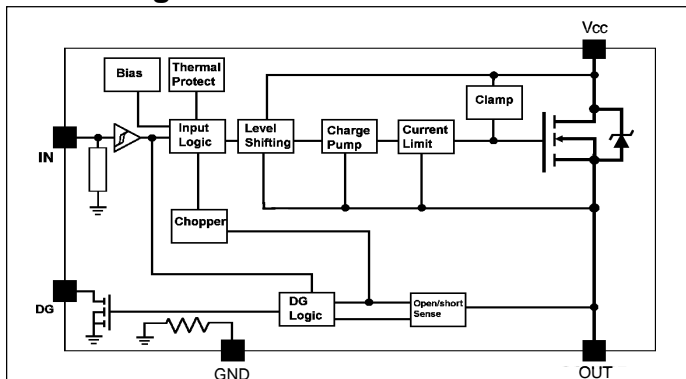 Vcc
Bias
Thermal
Protect
Clamp
IN
Input
Logic
Level
Shifting
Charge
Pump
Current
Limit
Chopper
DG
DG
Logic
Open/short
Sense
GND
OUT